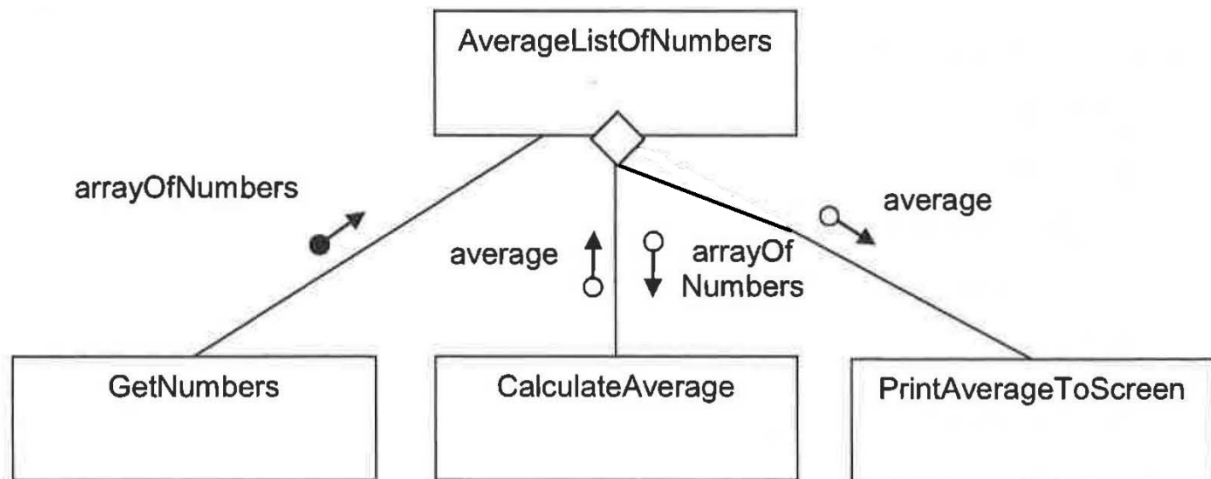 AverageListOfNumbers
arrayOfNumbers
average
average
arrayOf
Numbers
GetNumbers
CalculateAverage
PrintAverageToScreen